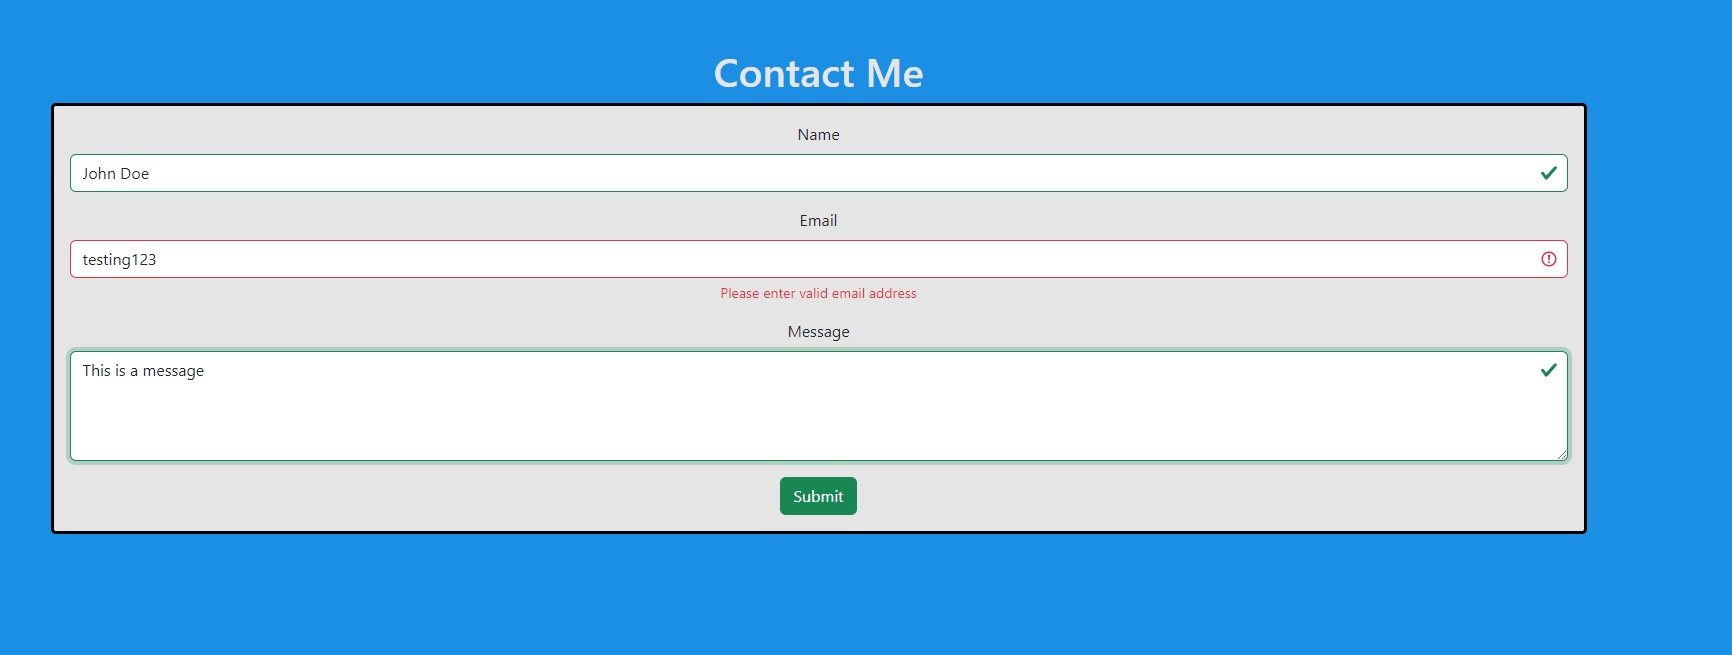 Contact Me
Name
John Doe
Email
testing123
Please enter valid email address
Message
This is a message
Submit